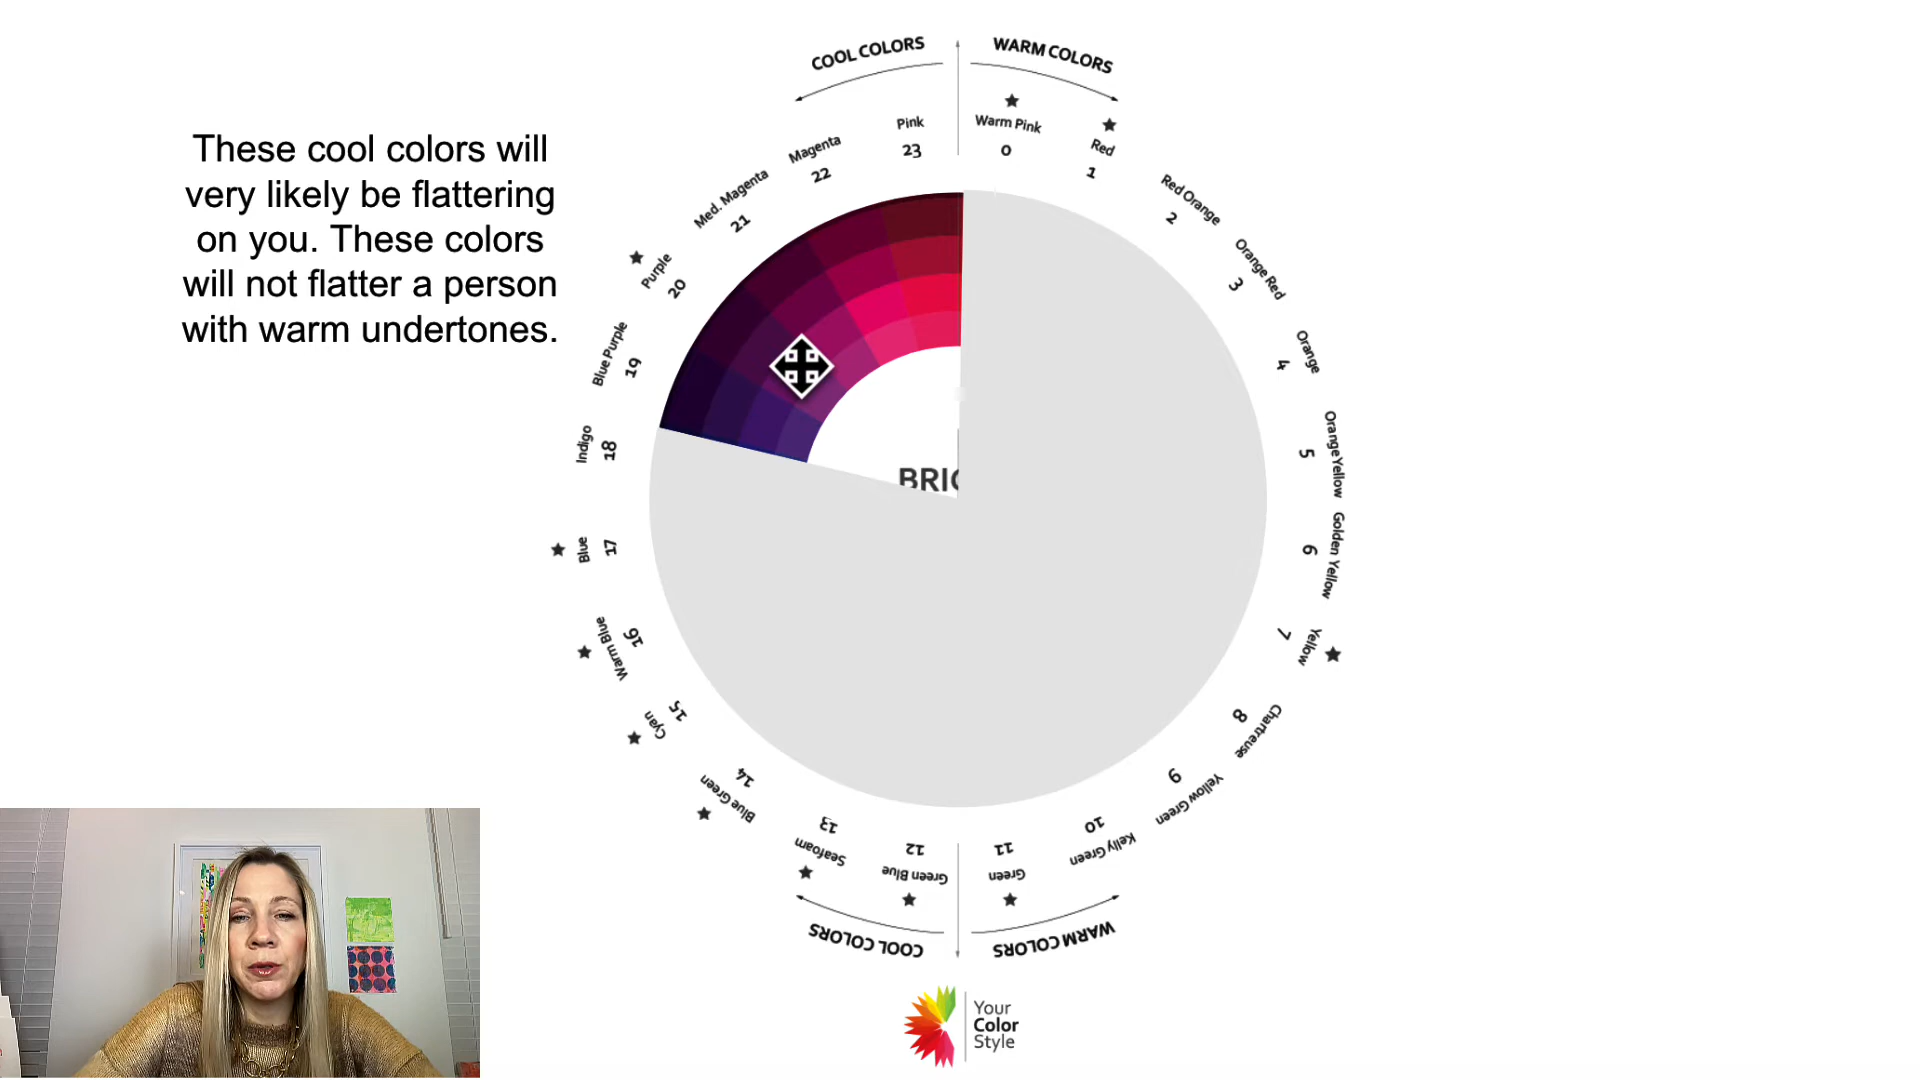 COOL COLORS
WARM COLORS
These cool colors will
very likely be flattering
on you. These colors
will not flatter a person
with warm undertones.
Warm Pink
0
Red
1
Red Orange
2
Orange Red
3
Orange
4
Orange Yellow
5
Golden Yellow
6
Yellow
7
Chartreuse
8
Yellow Green
9
Kelly Green
10
Green
11
Green Blue
12
Seafoam
13
Blue Green
14
Cyan
15
Warm Blue
16
Blue
17
Indigo
18
Blue Purple
19
Purple
20
Med. Magenta
21
Magenta
22
Pink
23
BRI
COOL COLORS
WARM COLORS
Your
Color
Style